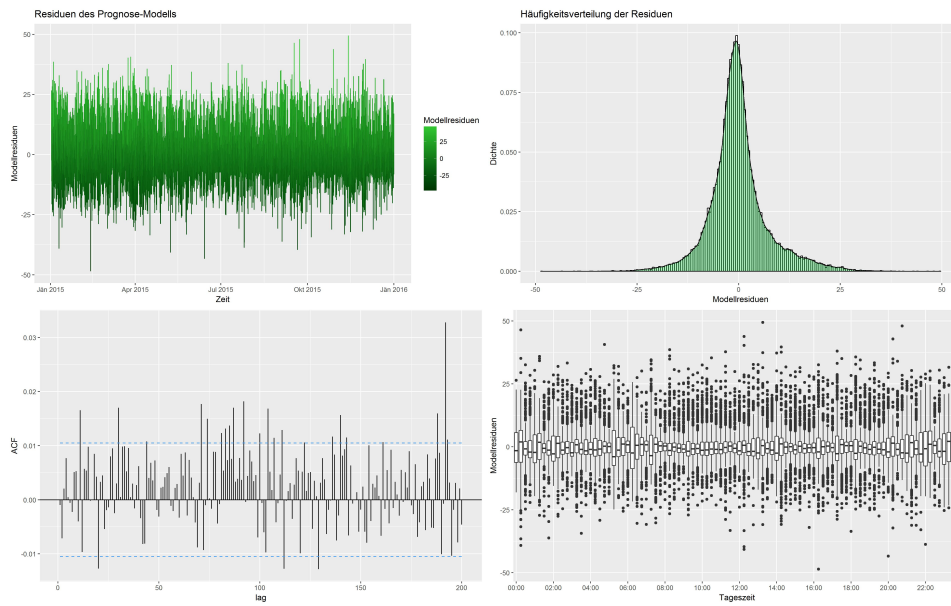 Residuen des Prognose-Modells
50
25
0
-25
-50
Modellresiduen
Jän 2015 Apr 2015 Jul 2015 Okt 2015 Jän 2016
Zeit
Modellresiduen
25
0
-25
Häufigkeitsverteilung der Residuen
0.100
0.075
0.050
0.025
0.000
Dichte
-50 -25 0 25 50
Modellresiduen
0.03
0.02
0.01
0.00
-0.01
ACF
0 50 100 150 200
lag
50
25
0
-25
-50
Modellresiduen
00:00 02:00 04:00 06:00 08:00 10:00 12:00 14:00 16:00 18:00 20:00 22:00
Tageszeit